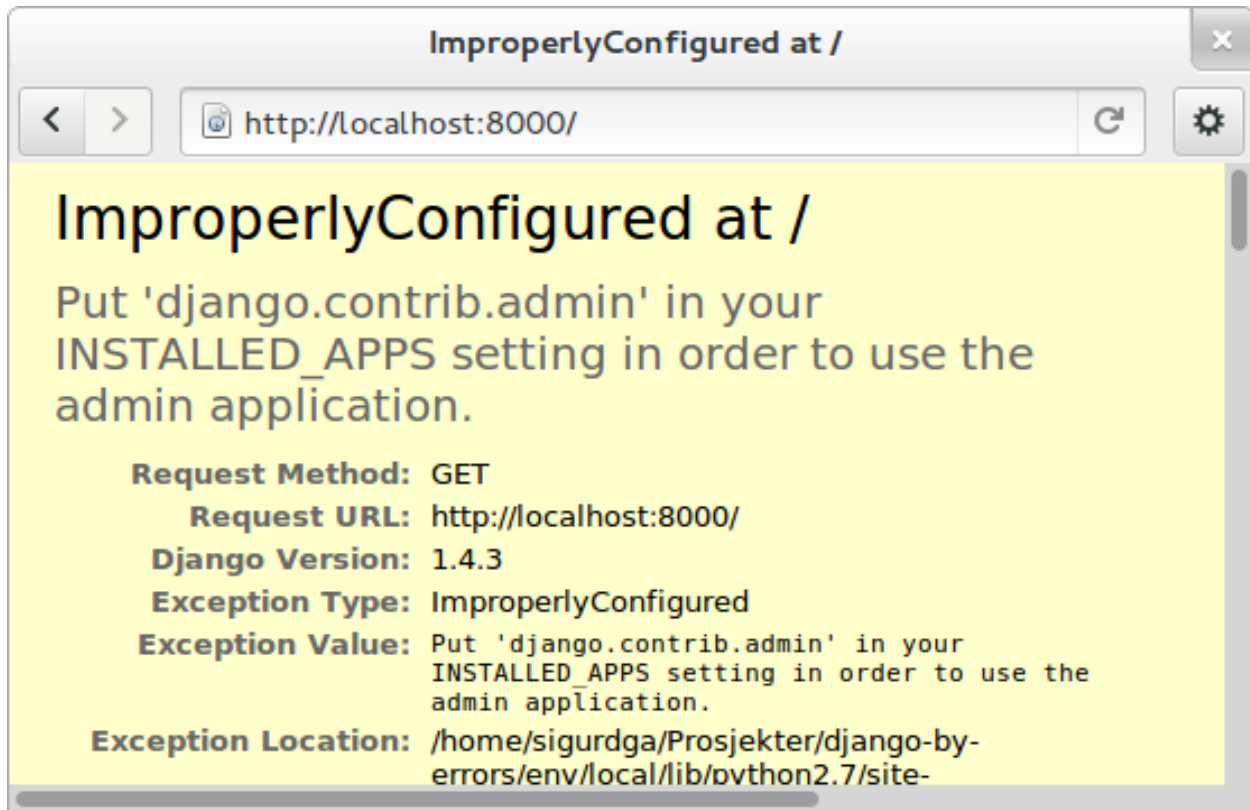 ImproperlyConfigured at /
http://localhost:8000/
ImproperlyConfigured at /
Put 'django.contrib.admin' in your
INSTALLED_APPS setting in order to use the
admin application.
Request Method: GET
Request URL: http://localhost:8000/
Django Version: 1.4.3
Exception Type: ImproperlyConfigured
Exception Value: Put 'django.contrib.admin' in your
INSTALLED_APPS setting in order to use the
admin application.
Exception Location: /home/sigurdga/Prosjekter/django-by-
errors/env/local/lib/python2.7/site-